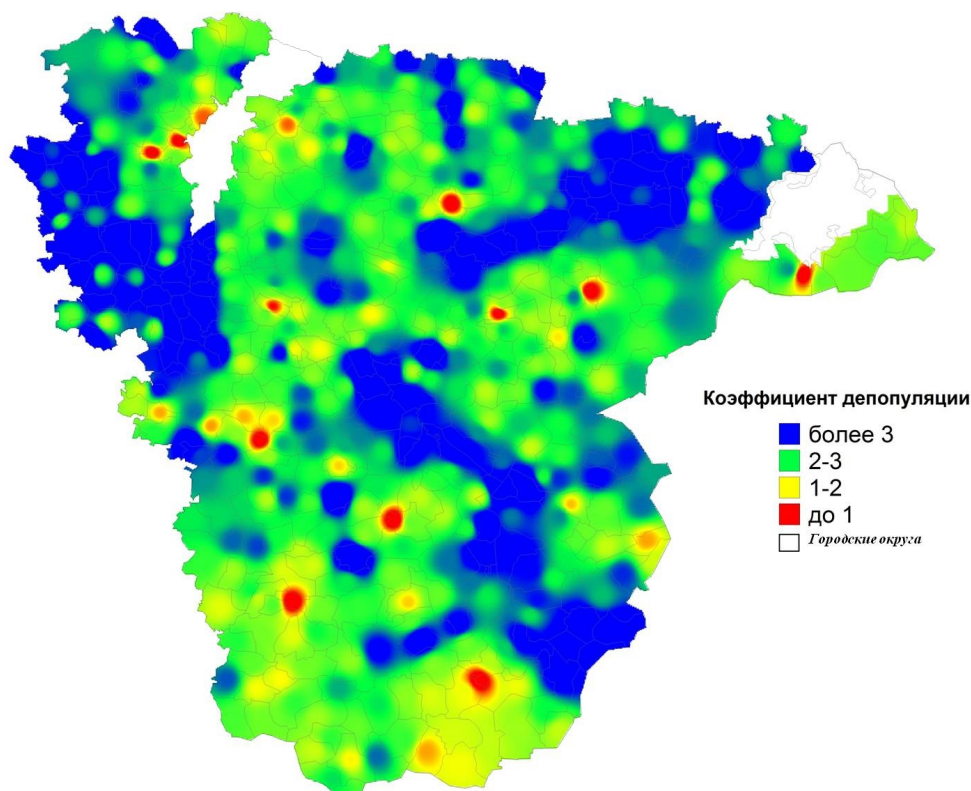 Коэффициент депопуляции
более 3
2-3
1-2
до 1
Городские округа